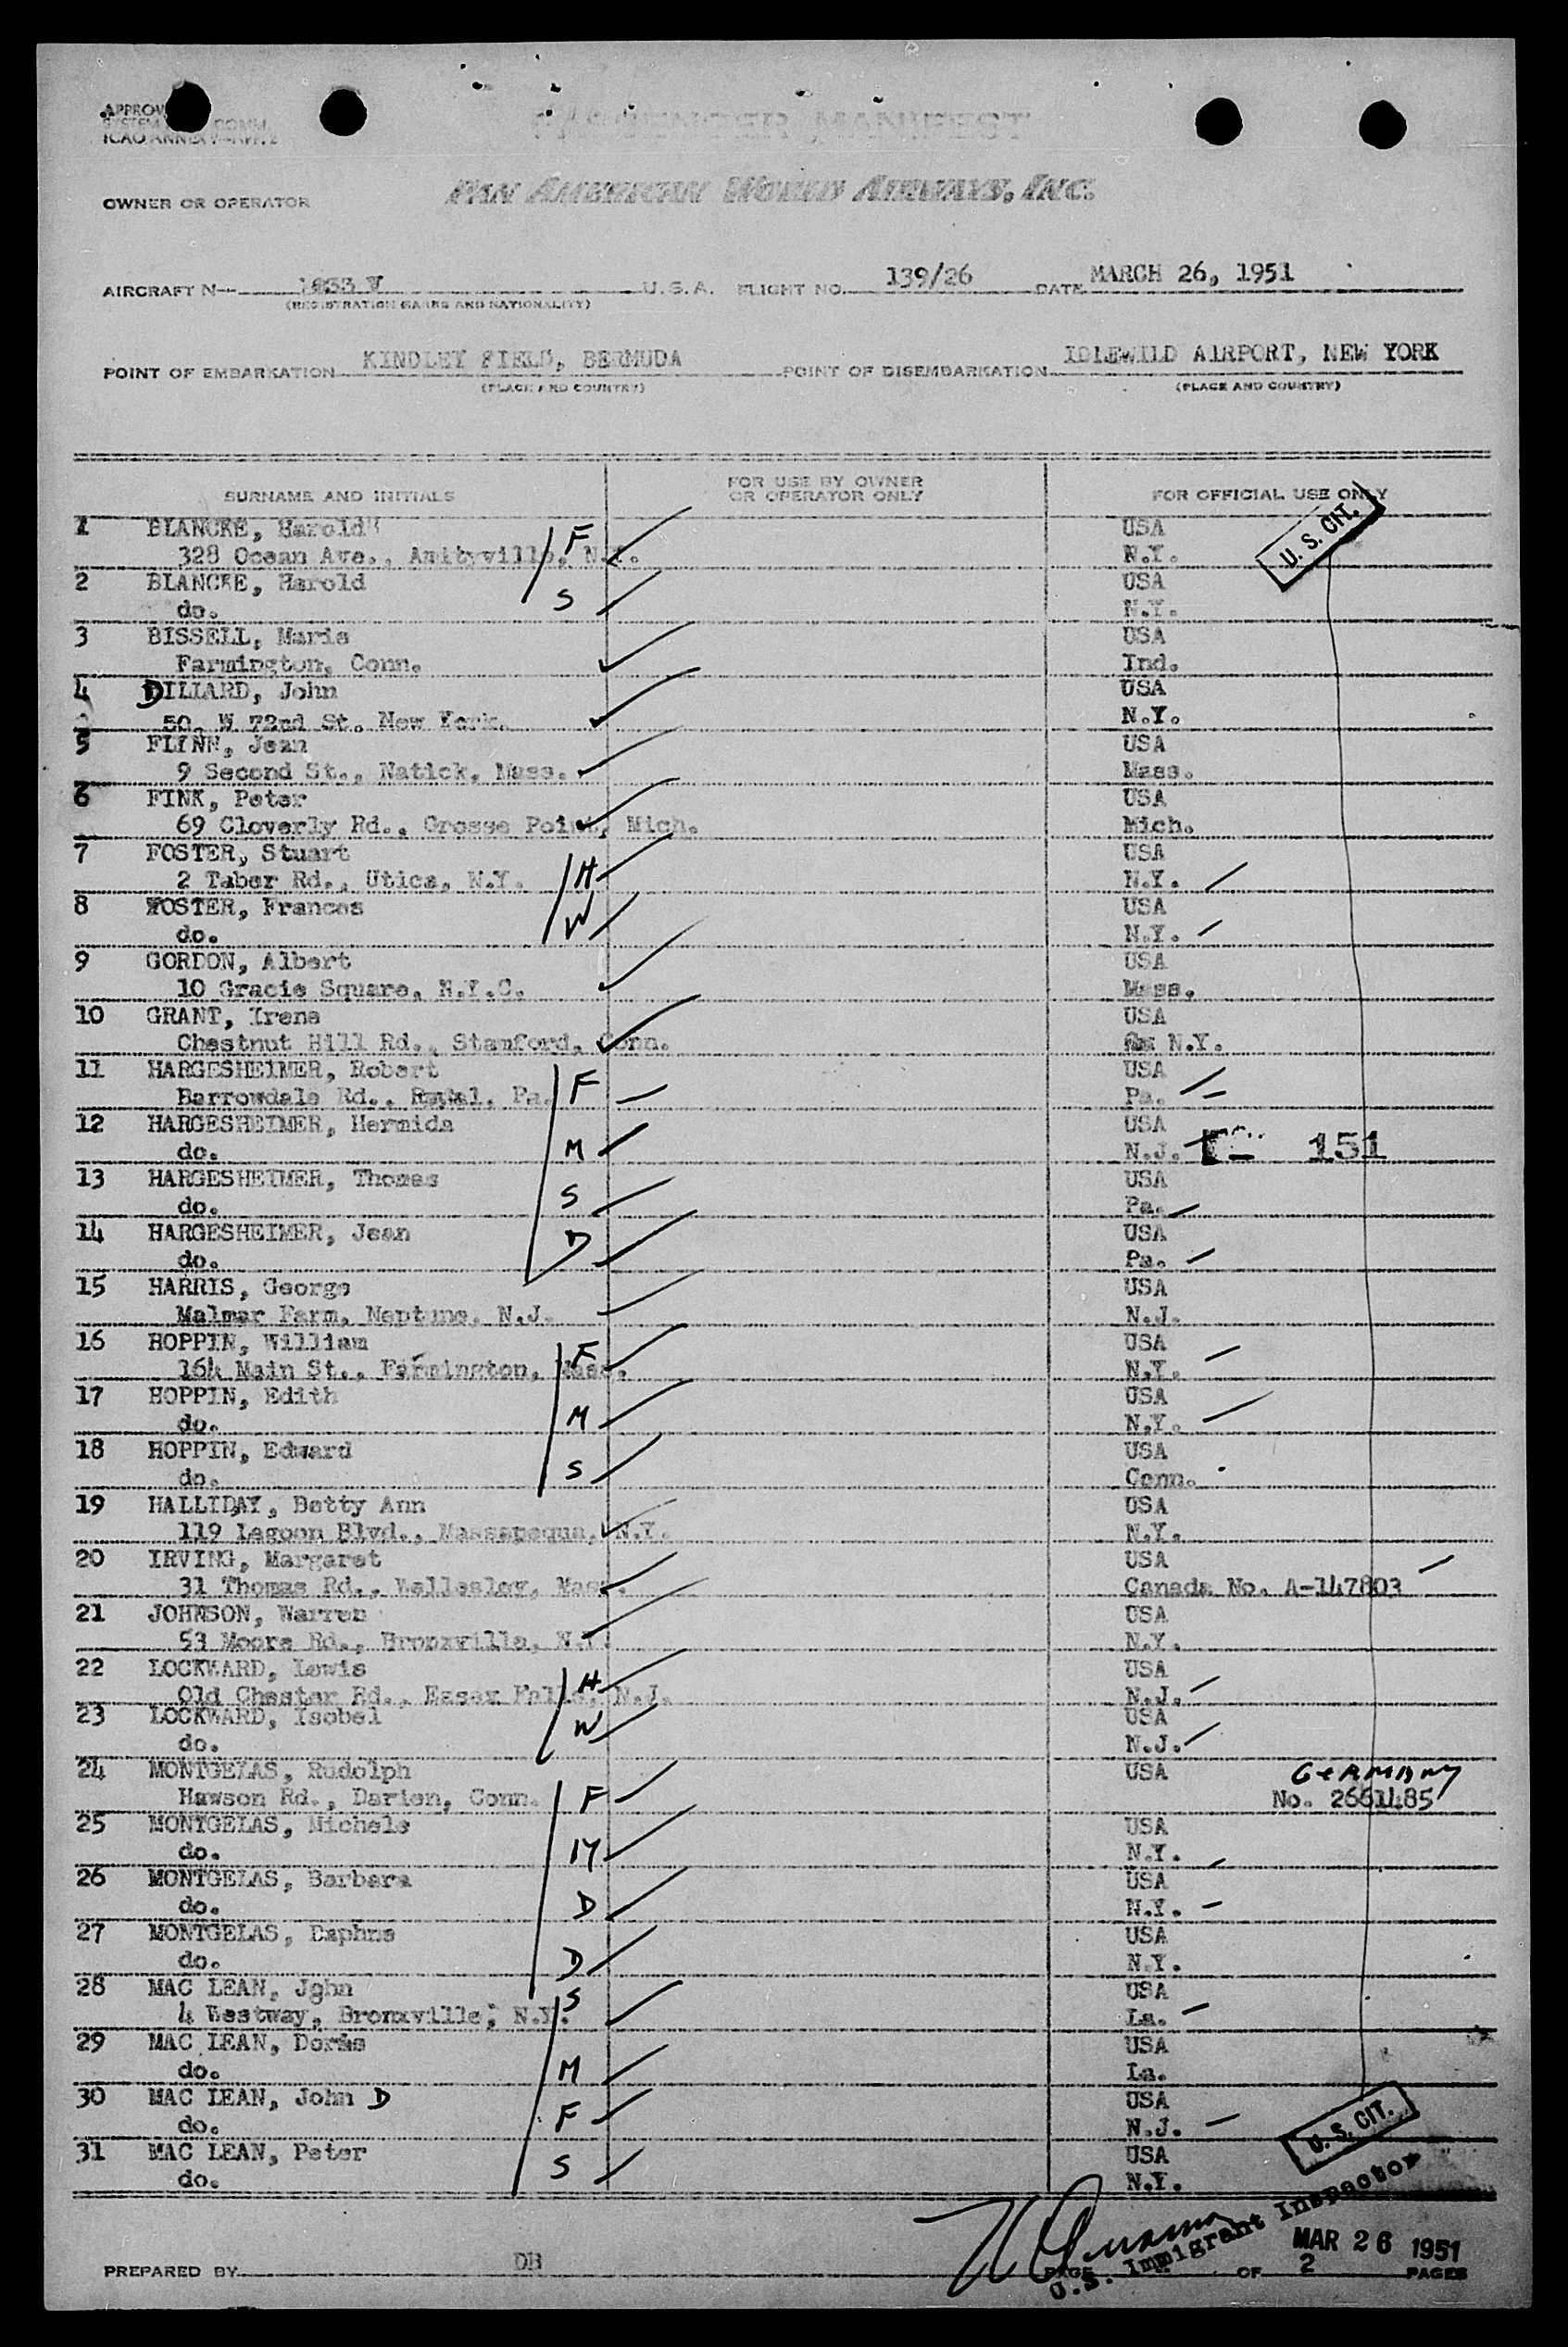 PASSENGER MANIFEST
ICAO ANNEX
OWNER OR OPERATOR PAN AMERICAN WORLD AIRWAYS, INC.
AIRCRAFT N— 1033 V U.S.A. FLIGHT NO. 139/26 DATE MARCH 26, 1951
(REGISTRATION MARKS AND NATIONALITY)
POINT OF EMBARKATION KINDLEY FIELD, BERMUDA POINT OF DISEMBARKATION IDLEWILD AIRPORT, NEW YORK
(PLACE AND COUNTRY) (PLACE AND COUNTRY)
SURNAME AND INITIALS FOR USE BY OWNER OR OPERATOR ONLY FOR OFFICIAL USE ONLY
U. S. CIT.
1 BLANCKE, Harold F USA
328 Ocean Ave., Amityville, N.Y. N.Y.
2 BLANCKE, Harold USA
do. S N.Y.
3 BISSELL, Marie USA
Farmington, Conn. Ind.
4 DILLARD, John USA
50 W 72nd St. New York. N.Y.
5 FLYNN, Jean USA
9 Second St., Natick, Mass. Mass.
6 FINK, Peter USA
69 Cloverly Rd., Grosse Point, Mich. Mich.
7 FOSTER, Stuart USA
2 Taber Rd., Utica, N.Y. H N.Y.
8 FOSTER, Frances USA
do. W N.Y.
9 GORDON, Albert USA
10 Gracie Square, N.Y.C. Mass.
10 GRANT, Irene USA
Chestnut Hill Rd., Stamford, Conn. N.Y.
11 HARGESHEIMER, Robert USA
Barrowdale Rd., Rydal, Pa. F Pa.
12 HARGESHEIMER, Hermida USA
do. M N.J. 151
13 HARGESHEIMER, Thomas USA
do. S Pa.
14 HARGESHEIMER, Jean USA
do. D Pa.
15 HARRIS, George USA
Malmar Farm, Neptune, N.J. N.J.
16 HOPPIN, William USA
164 Main St., Farmington, Mass. F N.Y.
17 HOPPIN, Edith USA
do. M N.Y.
18 HOPPIN, Edward USA
do. S Conn.
19 HALLIDAY, Betty Ann USA
119 Lagoon Blvd., Massapequa, N.Y. N.Y.
20 IRVING, Margaret USA
31 Thomas Rd., Wellesley, Mass. Canada No. A-147803
21 JOHNSON, Warren USA
53 Moore Rd., Bronxville, N.Y. N.Y.
22 LOCKWARD, Lewis USA
Old Chester Rd., Essex Falls, N.J. H N.J.
23 LOCKWARD, Isobel USA
do. W N.J.
24 MONTGELAS, Rudolph USA Germany
Hawson Rd., Darien, Conn. F No. 2661485
25 MONTGELAS, Nichole USA
do. M N.Y.
26 MONTGELAS, Barbara USA
do. D N.Y.
27 MONTGELAS, Daphne USA
do. D N.Y.
28 MAC LEAN, John USA
4 Westway, Bronxville, N.Y. S La.
29 MAC LEAN, Doris USA
do. M La.
30 MAC LEAN, John D USA
do. F N.J.
31 MAC LEAN, Peter USA
do. S N.Y.
U. S. CIT.
U.S. Immigrant Inspector
MAR 26 1951
PREPARED BY DH PAGE OF 2 PAGES